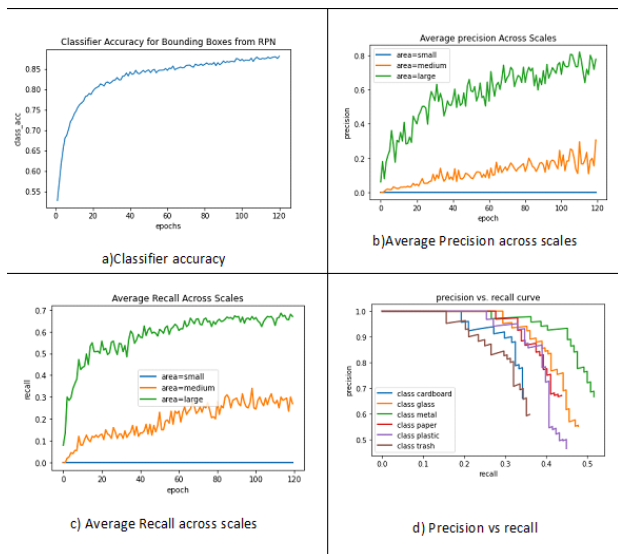 Classifier Accuracy for Bounding Boxes from RPN
class_acc
0.85
0.80
0.75
0.70
0.65
0.60
0.55
0 20 40 60 80 100 120
epochs
a)Classifier accuracy
Average precision Across Scales
precision
0.8
0.6
0.4
0.2
0.0
area=small
area=medium
area=large
0 20 40 60 80 100 120
epoch
b)Average Precision across scales
Average Recall Across Scales
recall
0.7
0.6
0.5
0.4
0.3
0.2
0.1
0.0
area=small
area=medium
area=large
0 20 40 60 80 100 120
epoch
c) Average Recall across scales
precision vs. recall curve
precision
1.0
0.9
0.8
0.7
0.6
0.5
class cardboard
class glass
class metal
class paper
class plastic
class trash
0.0 0.1 0.2 0.3 0.4 0.5
recall
d) Precision vs recall